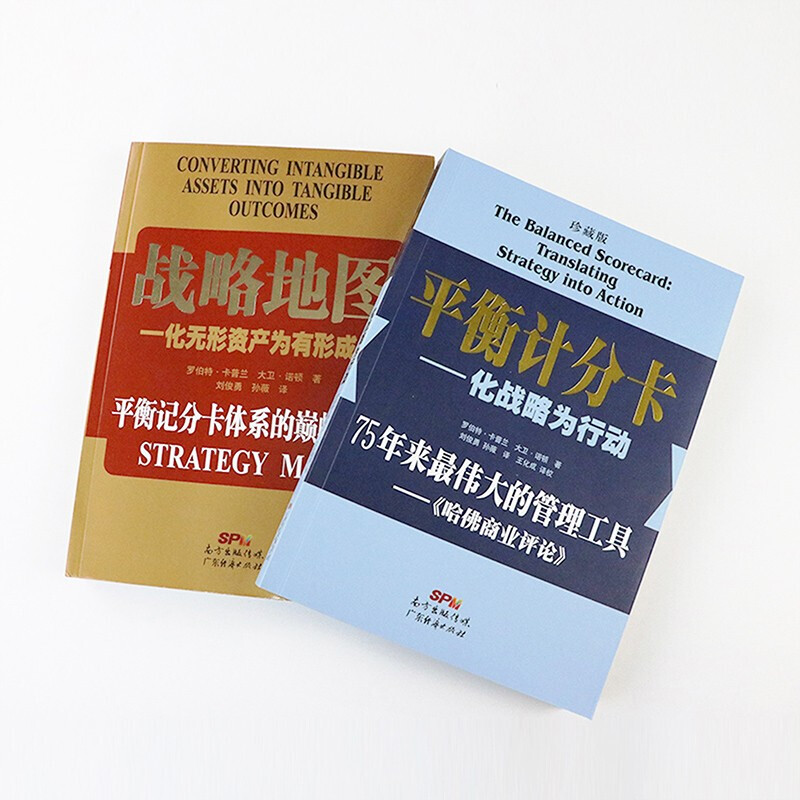 CONVERTING INTANGIBLE
ASSETS INTO TANGIBLE
OUTCOMES
战略地图
—化无形资产为有形成
罗伯特·卡普兰 大卫·诺顿 著
刘俊勇 孙薇 译
平衡记分卡体系的巅
STRATEGY M
SPM
南方出版传媒
广东经济出版社
珍藏版
The Balanced Scorecard:
Translating
Strategy into Action
平衡计分卡
——化战略为行动
罗伯特·卡普兰 大卫·诺顿 著
刘俊勇 孙薇 译 王化成 译校
75年来最伟大的管理工具
——《哈佛商业评论》
SPM
南方出版传媒
广东经济出版社